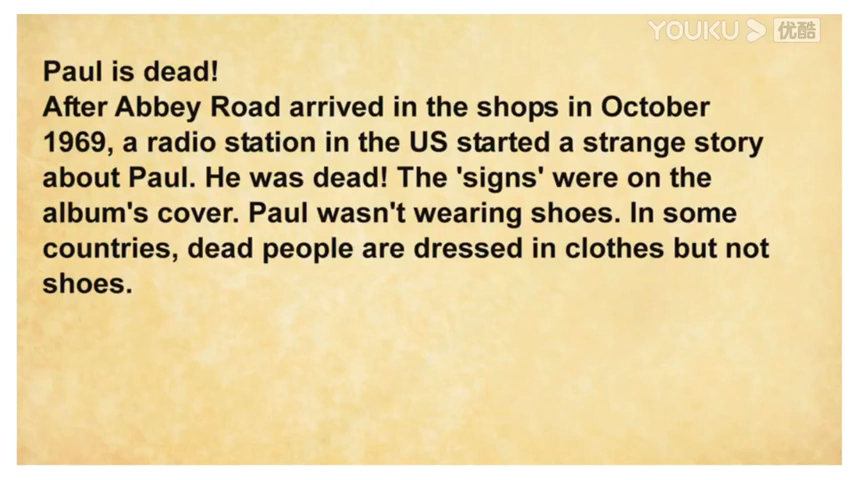 YOUKU 优酷
Paul is dead!
After Abbey Road arrived in the shops in October
1969, a radio station in the US started a strange story
about Paul. He was dead! The 'signs' were on the
album's cover. Paul wasn't wearing shoes. In some
countries, dead people are dressed in clothes but not
shoes.